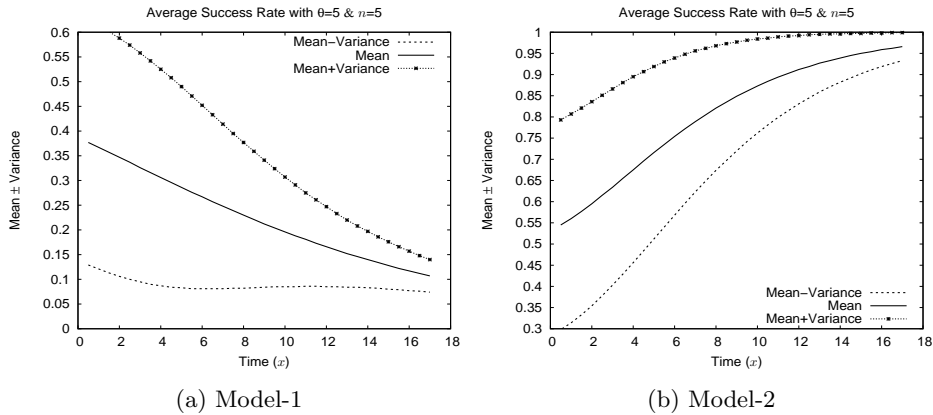 Average Success Rate with θ=5 & n=5
Mean ± Variance
0.6
0.55
0.5
0.45
0.4
0.35
0.3
0.25
0.2
0.15
0.1
0.05
0
Mean−Variance
Mean
Mean+Variance
0 2 4 6 8 10 12 14 16 18
Time (x)
(a) Model-1
Average Success Rate with θ=5 & n=5
Mean ± Variance
1
0.95
0.9
0.85
0.8
0.75
0.7
0.65
0.6
0.55
0.5
0.45
0.4
0.35
0.3
Mean−Variance
Mean
Mean+Variance
0 2 4 6 8 10 12 14 16 18
Time (x)
(b) Model-2